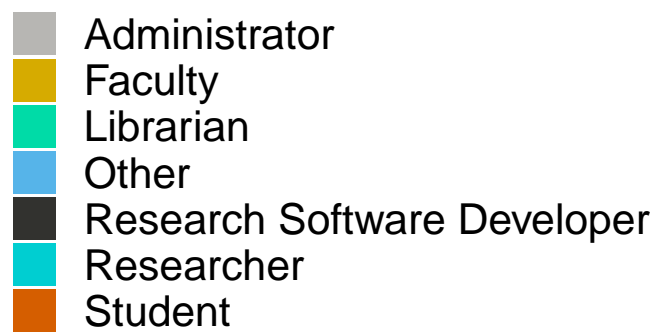 Administrator
Faculty
Librarian
Other
Research Software Developer
Researcher
Student